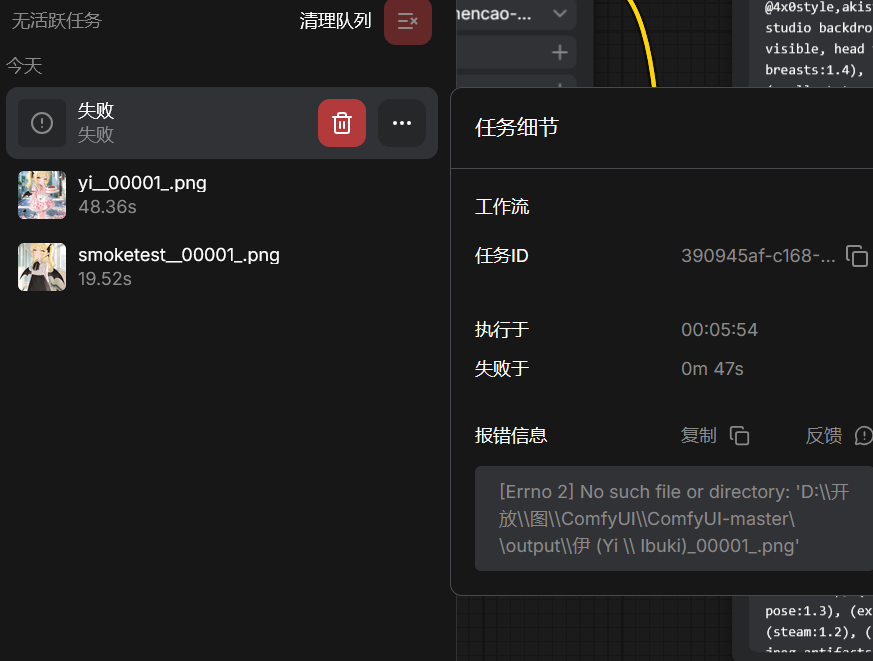 无活跃任务
清理队列
今天
失败
失败
yi__00001_.png
48.36s
smoketest__00001_.png
19.52s
encao-...
@4x0style,akis
studio backdro
visible, head
breasts:1.4),
任务细节
工作流
任务ID
390945af-c168-...
执行于
00:05:54
失败于
0m 47s
报错信息
复制
反馈
[Errno 2] No such file or directory: 'D:\\开
放\\图\\ComfyUI\\ComfyUI-master\
\output\\伊 (Yi \\ Ibuki)_00001_.png'
pose:1.3), (ex
(steam:1.2), (